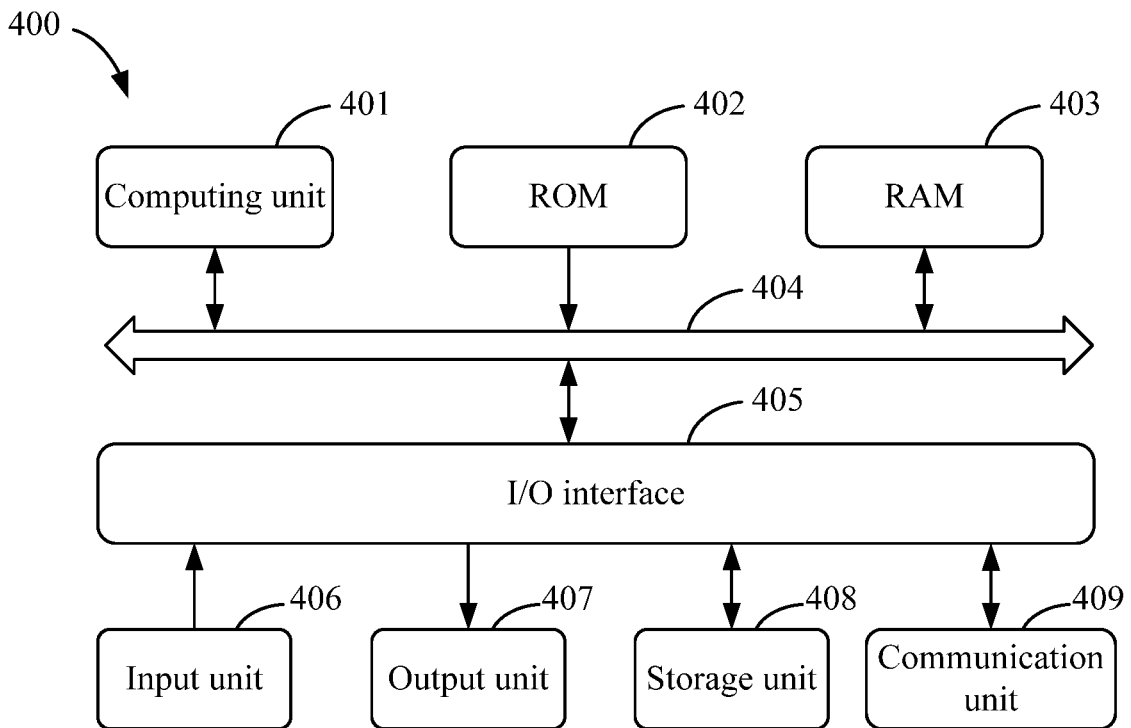 400
401
402
403
Computing unit
ROM
RAM
404
405
I/O interface
406
407
408
409
Input unit
Output unit
Storage unit
Communication
unit